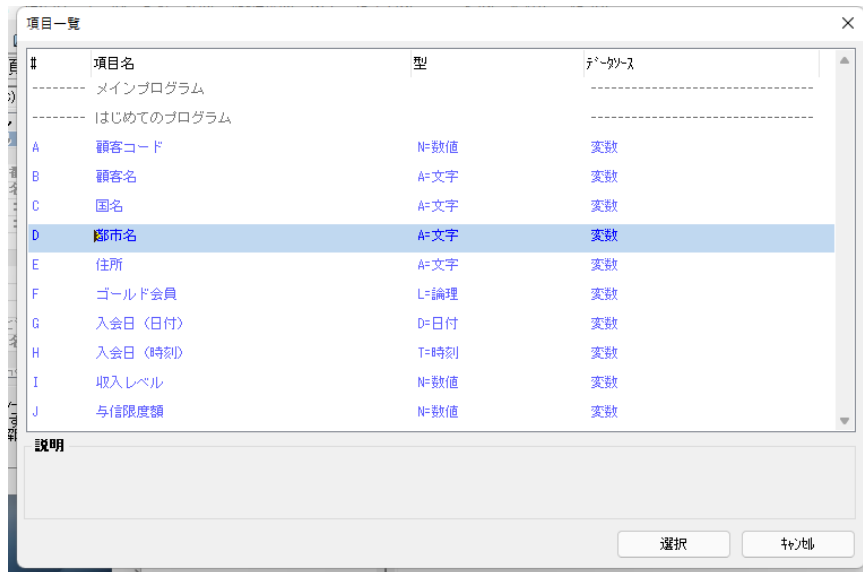 項目一覧
# 項目名 型 ﾃﾞｰﾀｿｰｽ
-------- メインプログラム --------------------------------
-------- はじめてのプログラム --------------------------------
A 顧客コード N=数値 変数
B 顧客名 A=文字 変数
C 国名 A=文字 変数
D 都市名 A=文字 変数
E 住所 A=文字 変数
F ゴールド会員 L=論理 変数
G 入会日（日付） D=日付 変数
H 入会日（時刻） T=時刻 変数
I 収入レベル N=数値 変数
J 与信限度額 N=数値 変数
説明
選択 ｷｬﾝｾﾙ